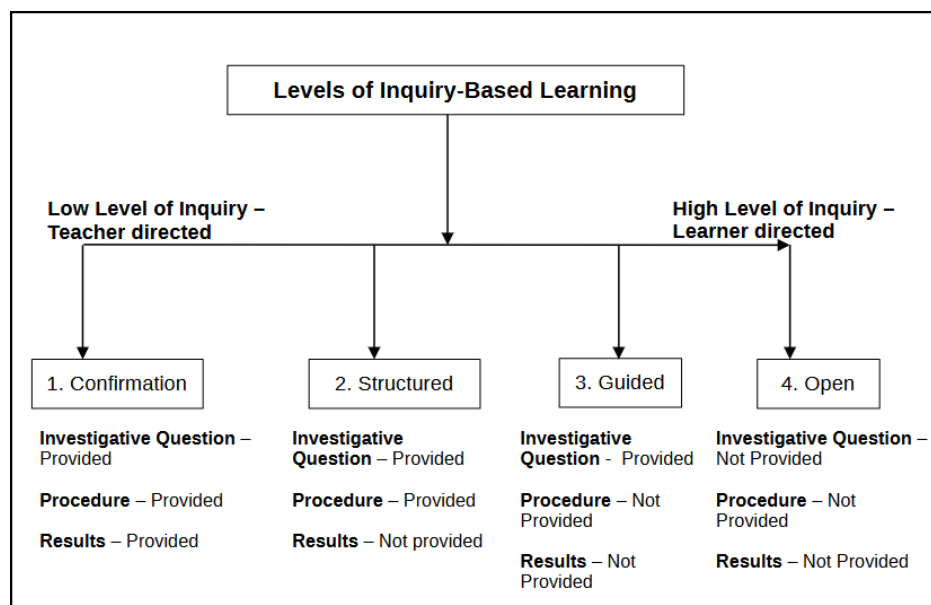 Levels of Inquiry-Based Learning
Low Level of Inquiry –
Teacher directed
High Level of Inquiry –
Learner directed
1. Confirmation
Investigative Question –
Provided
Procedure – Provided
Results – Provided
2. Structured
Investigative
Question – Provided
Procedure – Provided
Results – Not provided
3. Guided
Investigative
Question - Provided
Procedure – Not
Provided
Results – Not
Provided
4. Open
Investigative Question –
Not Provided
Procedure – Not
Provided
Results – Not Provided